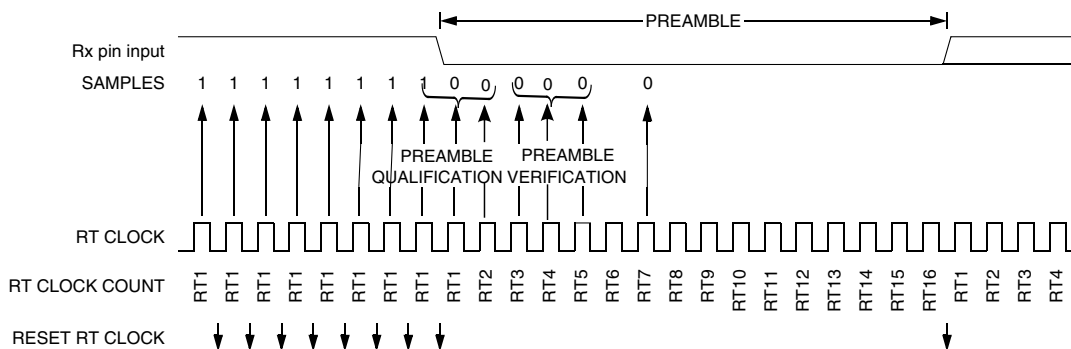 PREAMBLE
Rx pin input
SAMPLES 1 1 1 1 1 1 1 1 0 0 0 0 0 0
PREAMBLE QUALIFICATION
PREAMBLE VERIFICATION
RT CLOCK
RT CLOCK COUNT RT1 RT1 RT1 RT1 RT1 RT1 RT1 RT1 RT1 RT2 RT3 RT4 RT5 RT6 RT7 RT8 RT9 RT10 RT11 RT12 RT13 RT14 RT15 RT16 RT1 RT2 RT3 RT4
RESET RT CLOCK